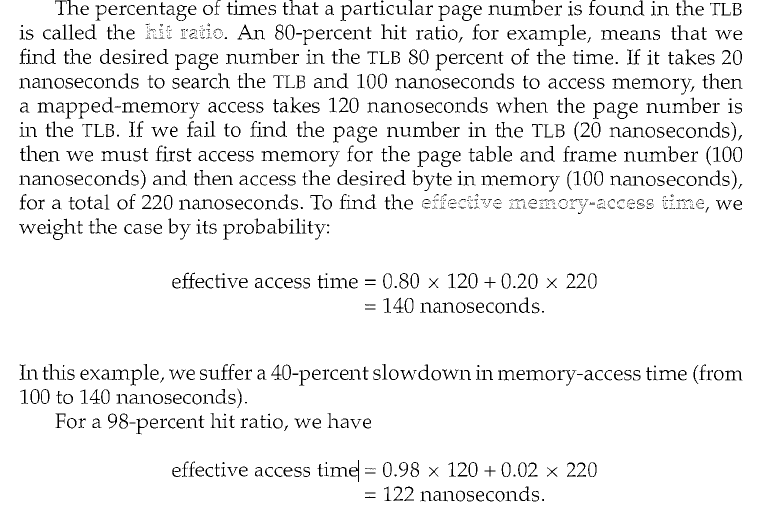 The percentage of times that a particular page number is found in the TLB
is called the hit ratio. An 80-percent hit ratio, for example, means that we
find the desired page number in the TLB 80 percent of the time. If it takes 20
nanoseconds to search the TLB and 100 nanoseconds to access memory, then
a mapped-memory access takes 120 nanoseconds when the page number is
in the TLB. If we fail to find the page number in the TLB (20 nanoseconds),
then we must first access memory for the page table and frame number (100
nanoseconds) and then access the desired byte in memory (100 nanoseconds),
for a total of 220 nanoseconds. To find the effective memory-access time, we
weight the case by its probability:
effective access time = 0.80 × 120 + 0.20 × 220
= 140 nanoseconds.
In this example, we suffer a 40-percent slowdown in memory-access time (from
100 to 140 nanoseconds).
For a 98-percent hit ratio, we have
effective access time = 0.98 × 120 + 0.02 × 220
= 122 nanoseconds.